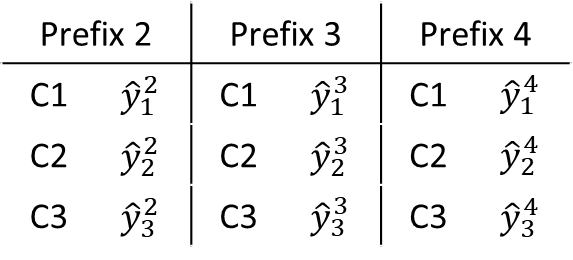 Prefix 2 Prefix 3 Prefix 4
C1 ŷ₁² C1 ŷ₁³ C1 ŷ₁⁴
C2 ŷ₂² C2 ŷ₂³ C2 ŷ₂⁴
C3 ŷ₃² C3 ŷ₃³ C3 ŷ₃⁴